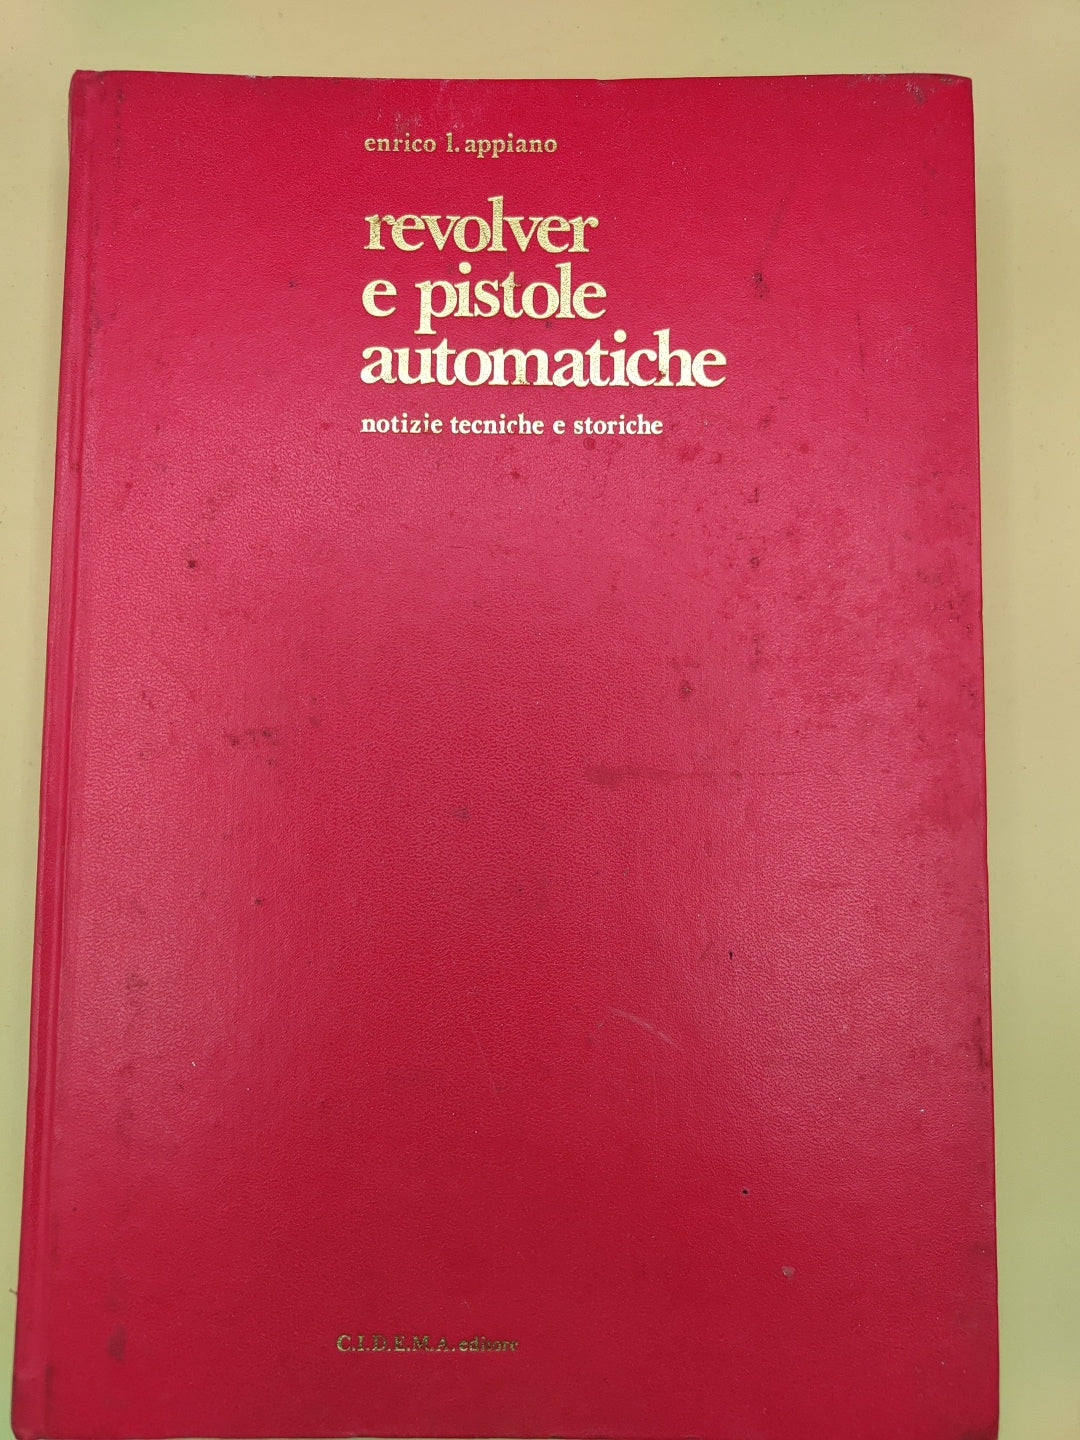 enrico l. appiano
revolver
e pistole
automatiche
notizie tecniche e storiche
C.I.D.E.M.A. editore